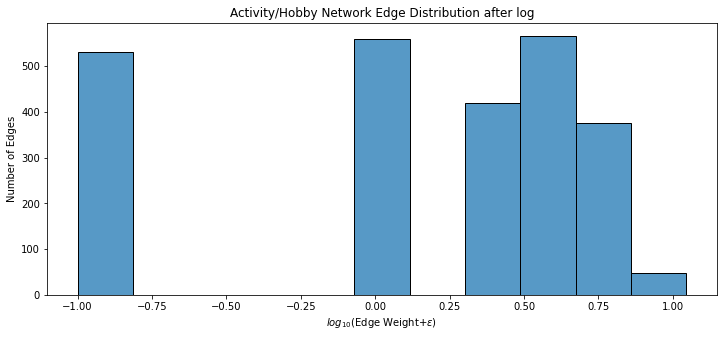 Activity/Hobby Network Edge Distribution after log
Number of Edges
500
400
300
200
100
0
−1.00 −0.75 −0.50 −0.25 0.00 0.25 0.50 0.75 1.00
log₁₀(Edge Weight+ε)